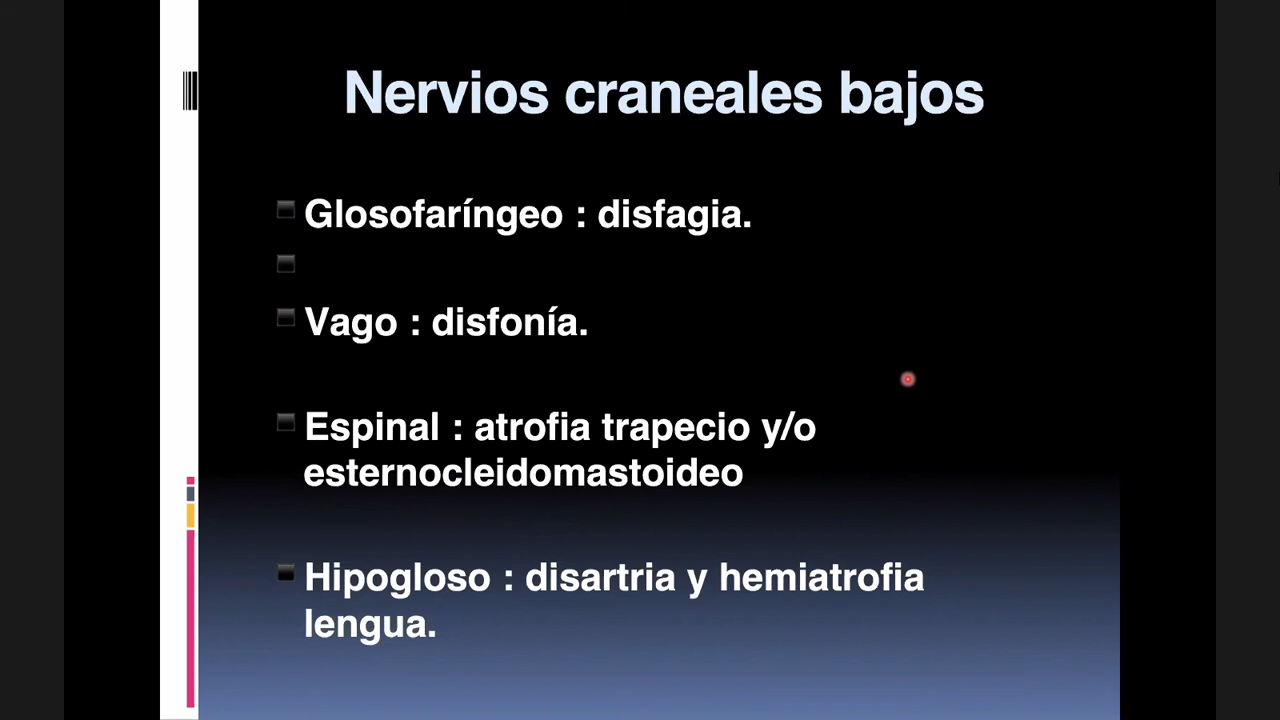 Nervios craneales bajos
Glosofaríngeo : disfagia.
Vago : disfonía.
Espinal : atrofia trapecio y/o
esternocleidomastoideo
Hipogloso : disartria y hemiatrofia
lengua.